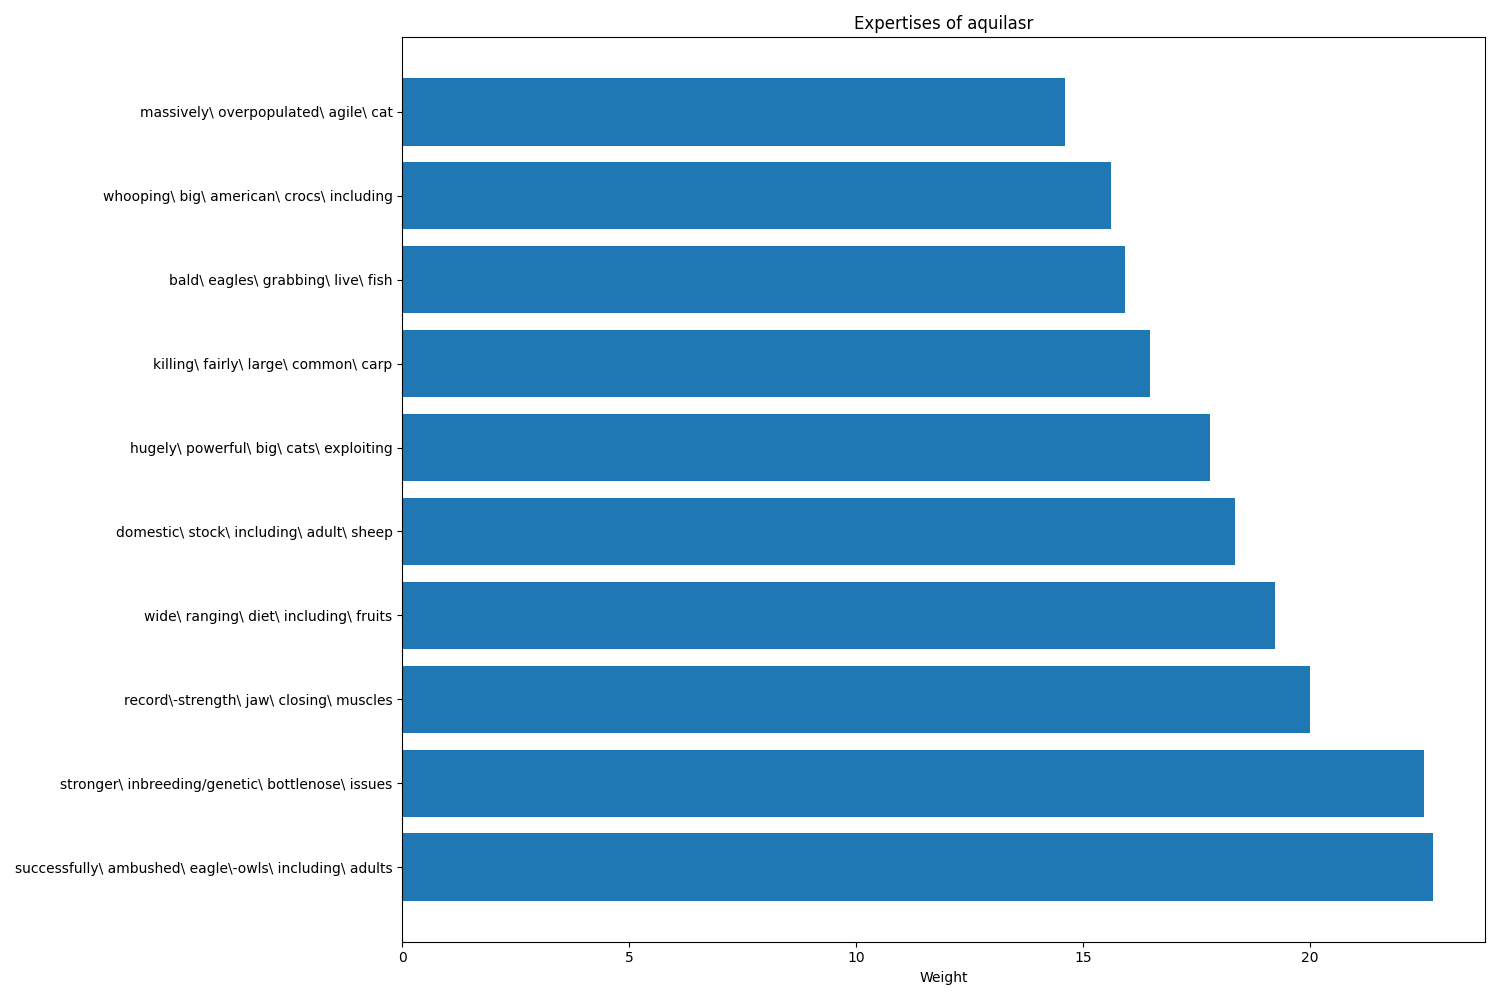 Expertises of aquilasr
massively\ overpopulated\ agile\ cat
whooping\ big\ american\ crocs\ including
bald\ eagles\ grabbing\ live\ fish
killing\ fairly\ large\ common\ carp
hugely\ powerful\ big\ cats\ exploiting
domestic\ stock\ including\ adult\ sheep
wide\ ranging\ diet\ including\ fruits
record\-strength\ jaw\ closing\ muscles
stronger\ inbreeding/genetic\ bottlenose\ issues
successfully\ ambushed\ eagle\-owls\ including\ adults
0 5 10 15 20
Weight